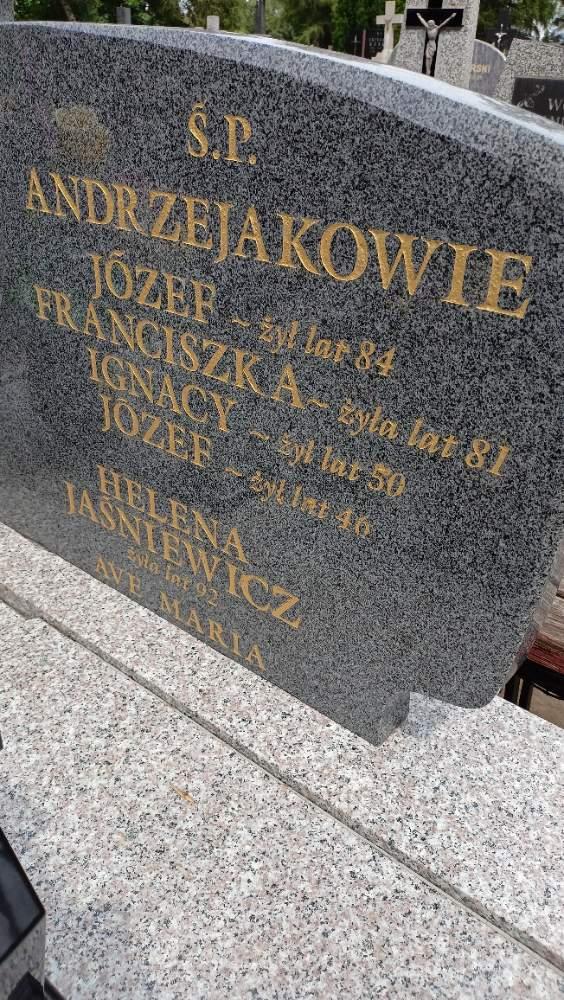 Ś.P.
ANDRZEJAKOWIE
JÓZEF ~ żył lat 84
FRANCISZKA ~ żyła lat 81
IGNACY ~ żył lat 50
JÓZEF ~ żył lat 46
HELENA
JAŚNIEWICZ
żyła lat 92
AVE MARIA